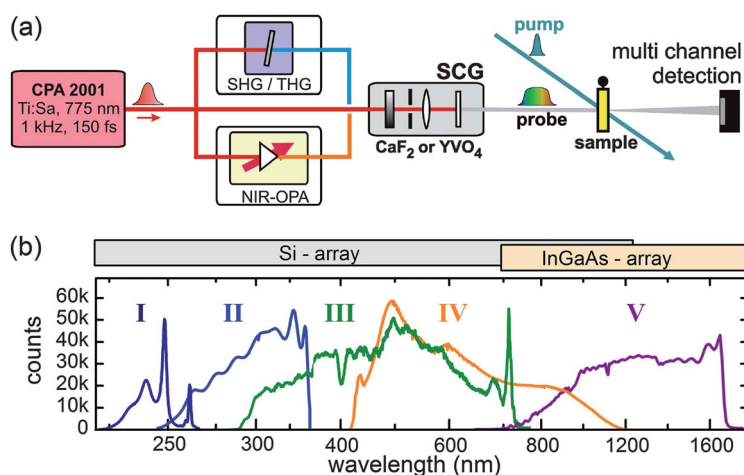 (a)
CPA 2001
Ti:Sa, 775 nm
1 kHz, 150 fs
SHG / THG
NIR-OPA
SCG
CaF₂ or YVO₄
pump
probe
sample
multi channel
detection
(b)
Si - array
InGaAs - array
60k
50k
40k
30k
20k
10k
0
counts
I
II
III
IV
V
250
300
400
600
800
1200
1600
wavelength (nm)